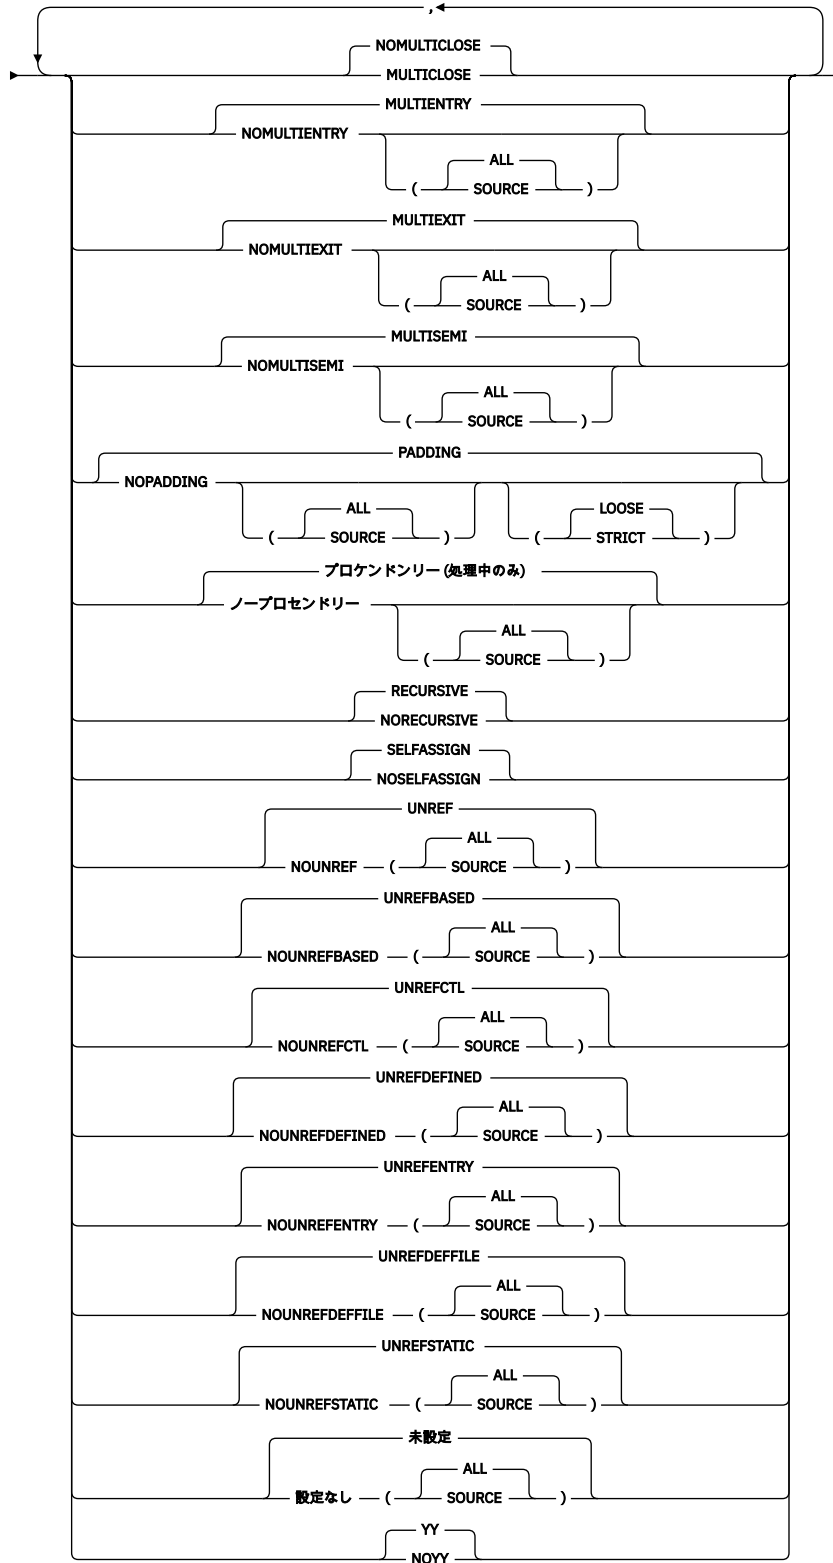 ,
NOMULTICLOSE
MULTICLOSE
MULTIENTRY
NOMULTIENTRY
ALL
( SOURCE )
MULTIEXIT
NOMULTIEXIT
ALL
( SOURCE )
MULTISEMI
NOMULTISEMI
ALL
( SOURCE )
PADDING
NOPADDING
ALL LOOSE
( SOURCE ) ( STRICT )
プロケンドンリー (処理中のみ)
ノープロセンドリー
ALL
( SOURCE )
RECURSIVE
NORECURSIVE
SELFASSIGN
NOSELFASSIGN
UNREF
ALL
NOUNREF ( SOURCE )
UNREFBASED
ALL
NOUNREFBASED ( SOURCE )
UNREFCTL
ALL
NOUNREFCTL ( SOURCE )
UNREFDEFINED
ALL
NOUNREFDEFINED ( SOURCE )
UNREFENTRY
ALL
NOUNREFENTRY ( SOURCE )
UNREFDEFFILE
ALL
NOUNREFDEFFILE ( SOURCE )
UNREFSTATIC
ALL
NOUNREFSTATIC ( SOURCE )
未設定
ALL
設定なし ( SOURCE )
YY
NOYY